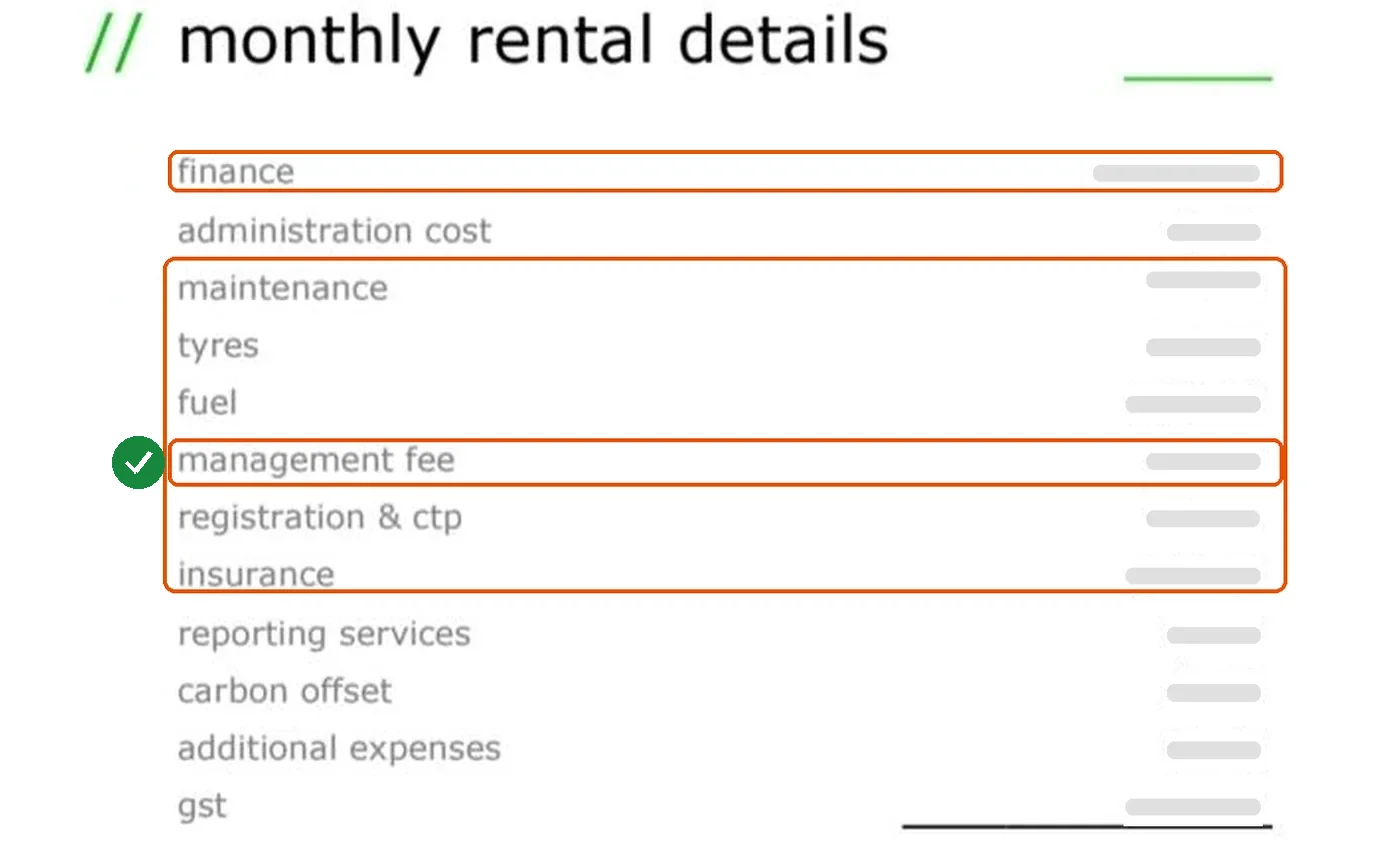 // monthly rental details
finance
administration cost
maintenance
tyres
fuel
management fee
registration & ctp
insurance
reporting services
carbon offset
additional expenses
gst